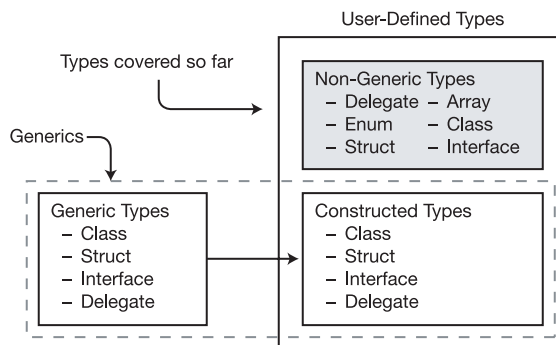 User-Defined Types
Types covered so far
Non-Generic Types
– Delegate – Array
– Enum – Class
– Struct – Interface
Generics
Generic Types
– Class
– Struct
– Interface
– Delegate
Constructed Types
– Class
– Struct
– Interface
– Delegate